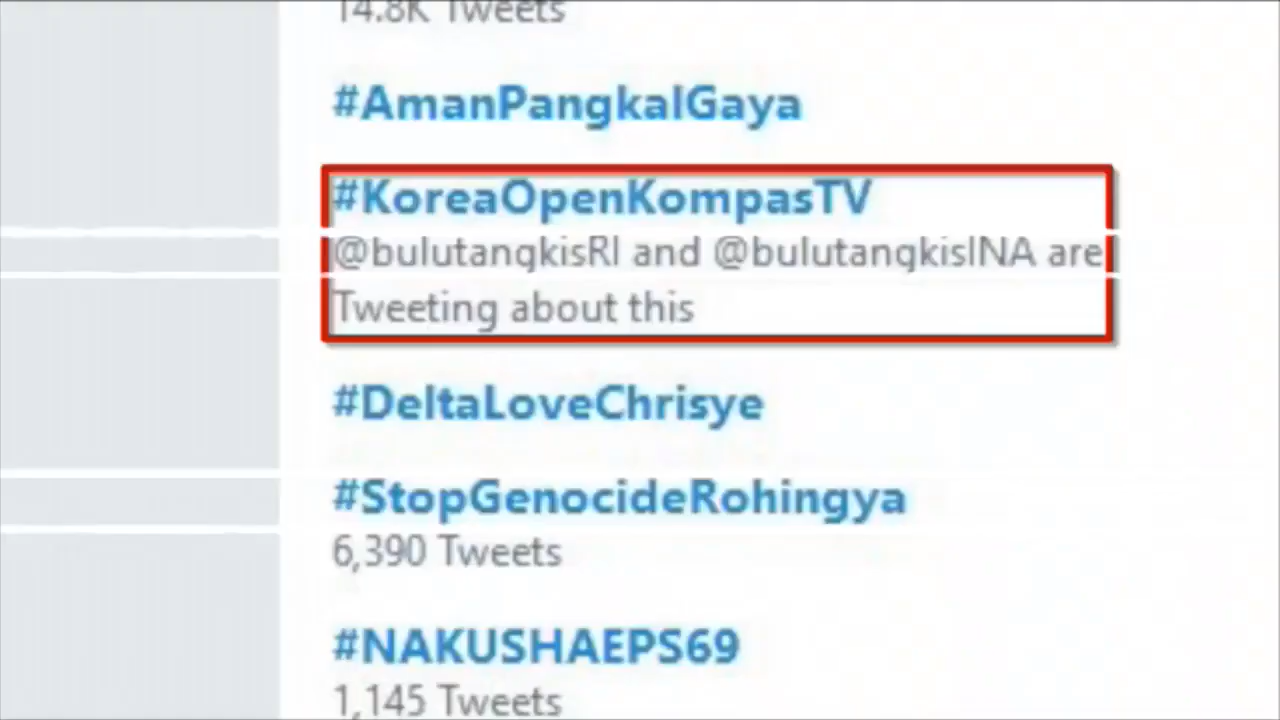 14.8K Tweets
#AmanPangkalGaya
#KoreaOpenKompasTV
@bulutangkisRI and @bulutangkisINA are
Tweeting about this
#DeltaLoveChrisye
#StopGenocideRohingya
6,390 Tweets
#NAKUSHAEPS69
1,145 Tweets